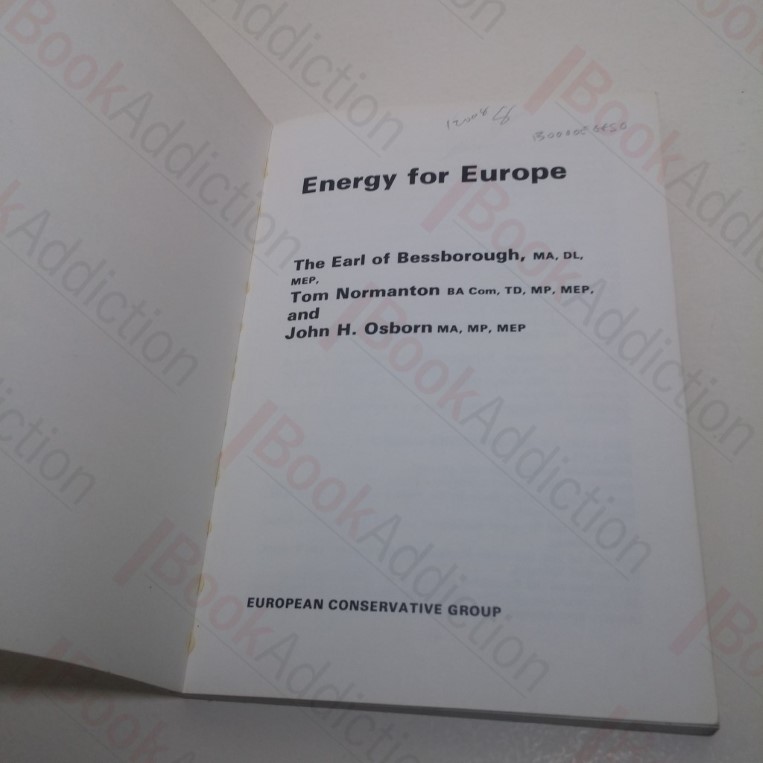 Energy for Europe
The Earl of Bessborough, MA, DL,
MEP,
Tom Normanton BA Com, TD, MP, MEP,
and
John H. Osborn MA, MP, MEP
EUROPEAN CONSERVATIVE GROUP
BookAddiction